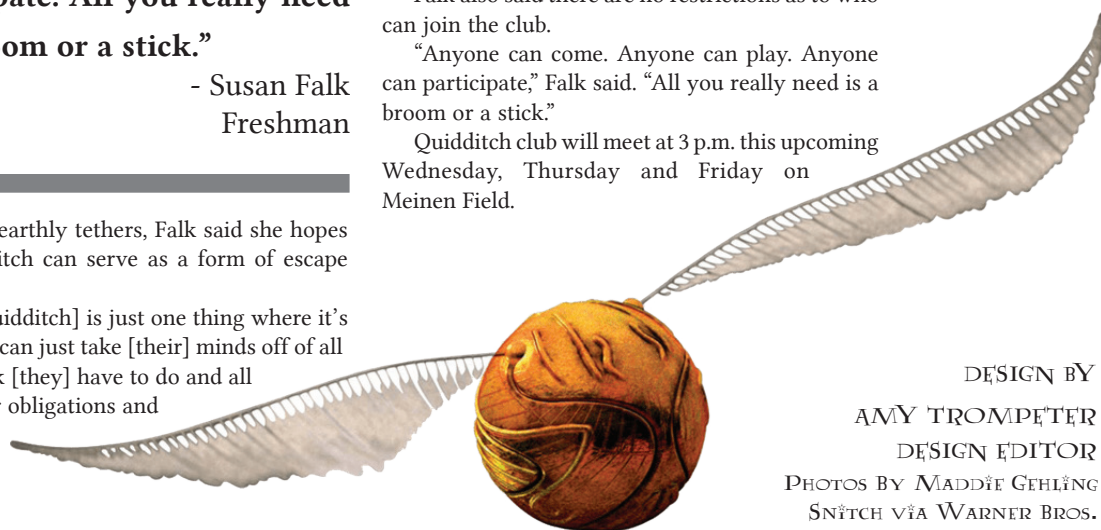 pate. All you really need
oom or a stick.”
- Susan Falk
Freshman
earthly tethers, Falk said she hopes
itch can serve as a form of escape
uidditch] is just one thing where it’s
can just take [their] minds off of all
k [they] have to do and all
r obligations and
Falk also said there are no restrictions as to who
can join the club.
“Anyone can come. Anyone can play. Anyone
can participate,” Falk said. “All you really need is a
broom or a stick.”
Quidditch club will meet at 3 p.m. this upcoming
Wednesday, Thursday and Friday on
Meinen Field.
DESIGN BY
AMY TROMPETER
DESIGN EDITOR
PHOTOS BY MADDIE GEHLING
SNITCH VIA WARNER BROS.